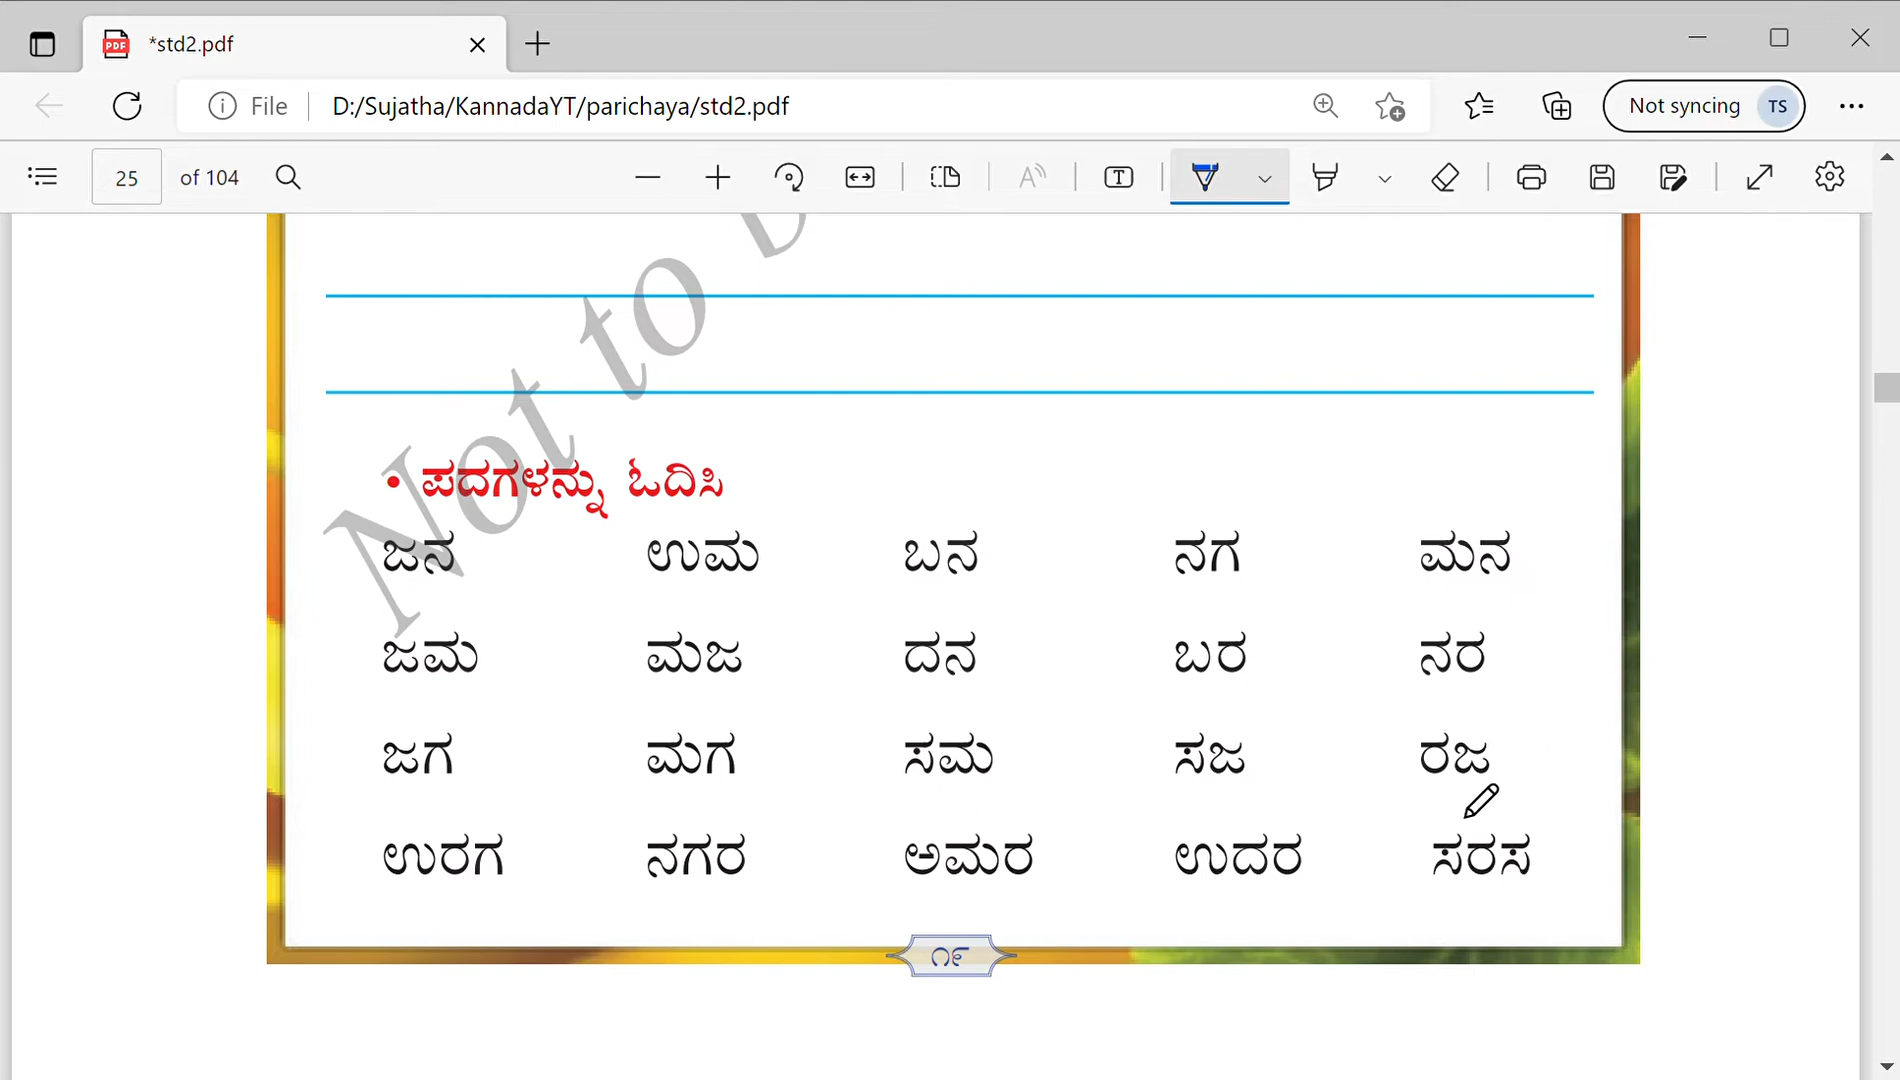 *std2.pdf
File D:/Sujatha/KannadaYT/parichaya/std2.pdf Not syncing TS
25 of 104
Not to
• ಪದಗಳನ್ನು ಓದಿಸಿ
ಜನ ಉಮ ಬನ ನಗ ಮನ
ಜಮ ಮಜ ದನ ಬರ ನರ
ಜಗ ಮಗ ಸಮ ಸಜ ರಜ
ಉರಗ ನಗರ ಅಮರ ಉದರ ಸರಸ
೧೯